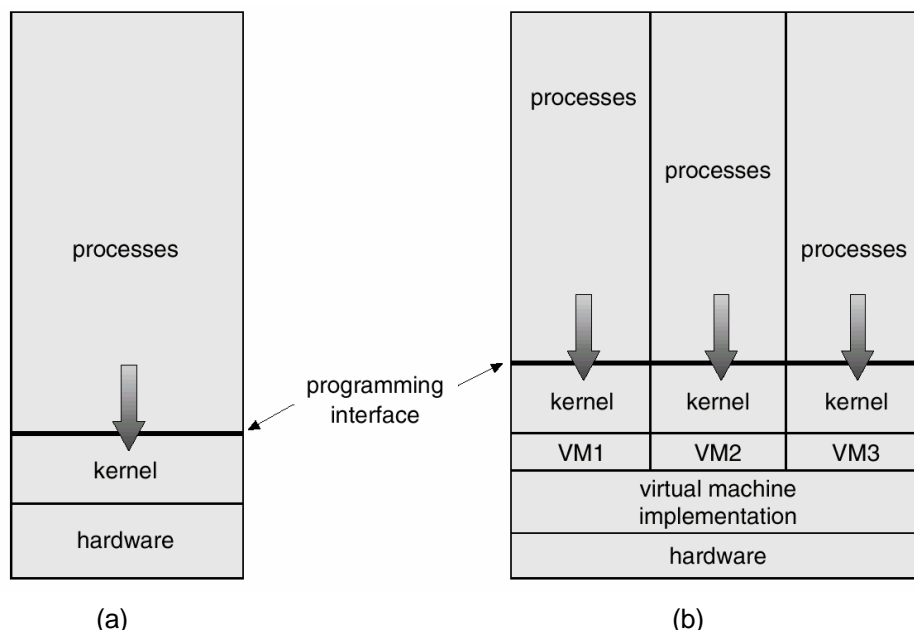 processes
kernel
hardware
(a)
programming
interface
processes
processes
processes
kernel
kernel
kernel
VM1
VM2
VM3
virtual machine
implementation
hardware
(b)